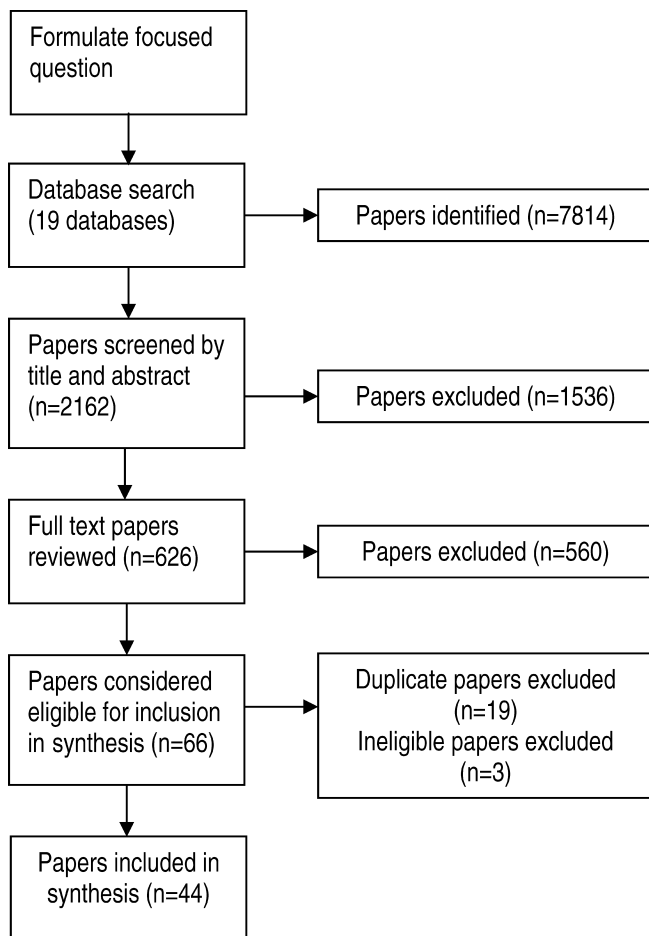 Formulate focused
question
Database search
(19 databases)
Papers identified (n=7814)
Papers screened by
title and abstract
(n=2162)
Papers excluded (n=1536)
Full text papers
reviewed (n=626)
Papers excluded (n=560)
Papers considered
eligible for inclusion
in synthesis (n=66)
Duplicate papers excluded
(n=19)
Ineligible papers excluded
(n=3)
Papers included in
synthesis (n=44)